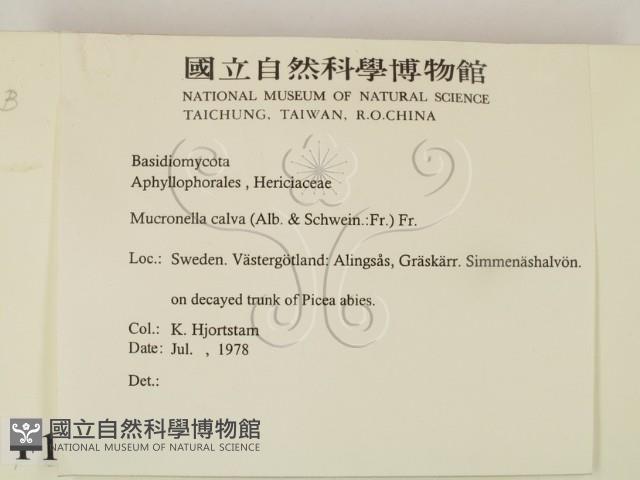 國立自然科學博物館
NATIONAL MUSEUM OF NATURAL SCIENCE
TAICHUNG, TAIWAN, R.O.CHINA
B
Basidiomycota
Aphyllophorales , Hericiaceae
Mucronella calva (Alb. & Schwein.:Fr.) Fr.
Loc.: Sweden. Västergötland: Alingsås, Gräskärr. Simmenäshalvön.
on decayed trunk of Picea abies.
Col.: K. Hjortstam
Date: Jul. , 1978
Det.:
國立自然科學博物館
NATIONAL MUSEUM OF NATURAL SCIENCE